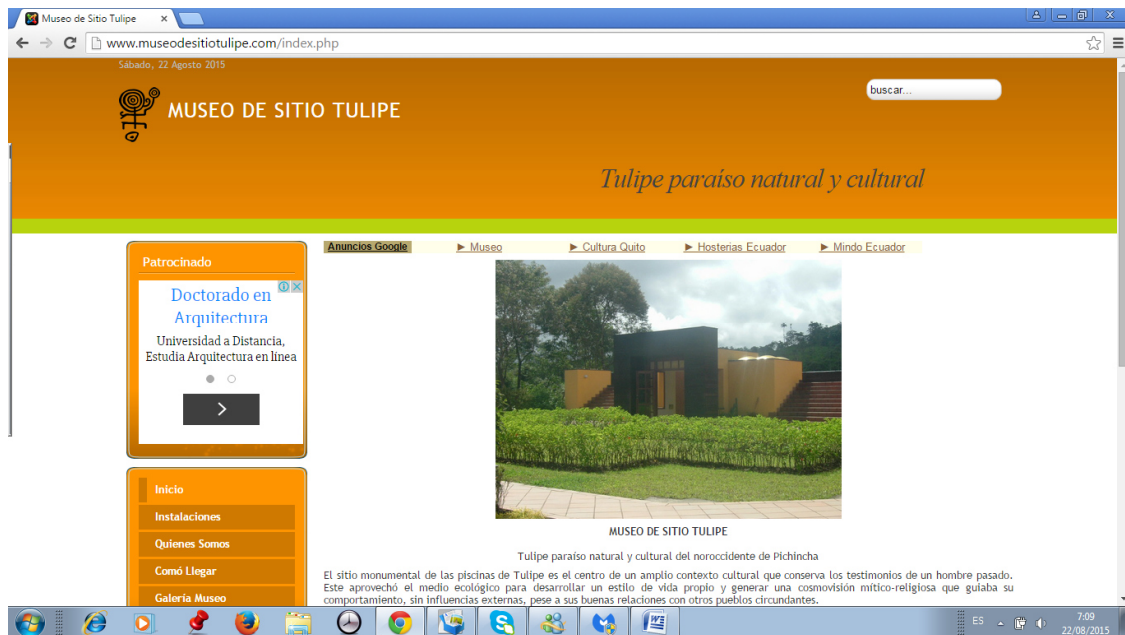 Museo de Sitio Tulipe
www.museodesitiotulipe.com/index.php
Sábado, 22 Agosto 2015
buscar...
MUSEO DE SITIO TULIPE
Tulipe paraíso natural y cultural
Anuncios Google ► Museo ► Cultura Quito ► Hosterias Ecuador ► Mindo Ecuador
Patrocinado
Doctorado en
Arquitectura
Universidad a Distancia,
Estudia Arquitectura en línea
Inicio
Instalaciones
Quienes Somos
Comó Llegar
Galería Museo
MUSEO DE SITIO TULIPE
Tulipe paraíso natural y cultural del noroccidente de Pichincha
El sitio monumental de las piscinas de Tulipe es el centro de un amplio contexto cultural que conserva los testimonios de un hombre pasado.
Este aprovechó el medio ecológico para desarrollar un estilo de vida propio y generar una cosmovisión mítico-religiosa que guiaba su
comportamiento, sin influencias externas, pese a sus buenas relaciones con otros pueblos circundantes.
ES
7:09
22/08/2015